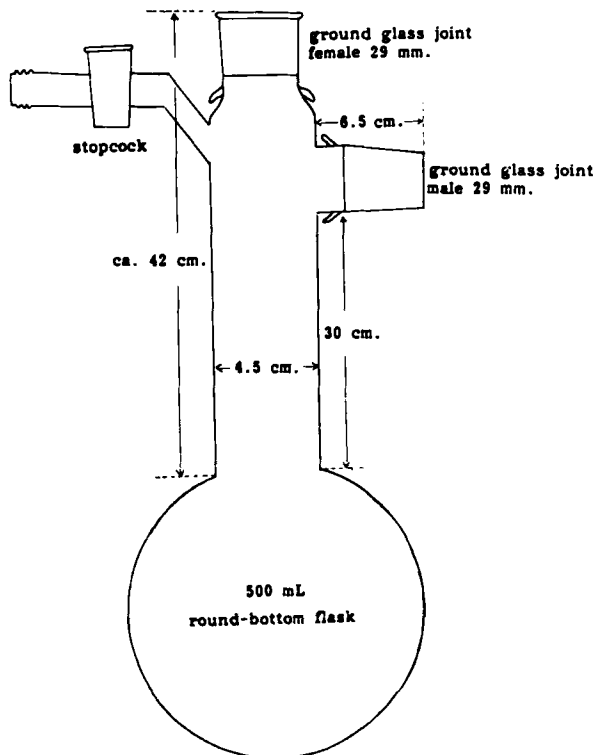 ground glass joint
female 29 mm.
6.5 cm.
stopcock
ground glass joint
male 29 mm.
ca. 42 cm.
30 cm.
4.5 cm.
500 mL
round-bottom flask